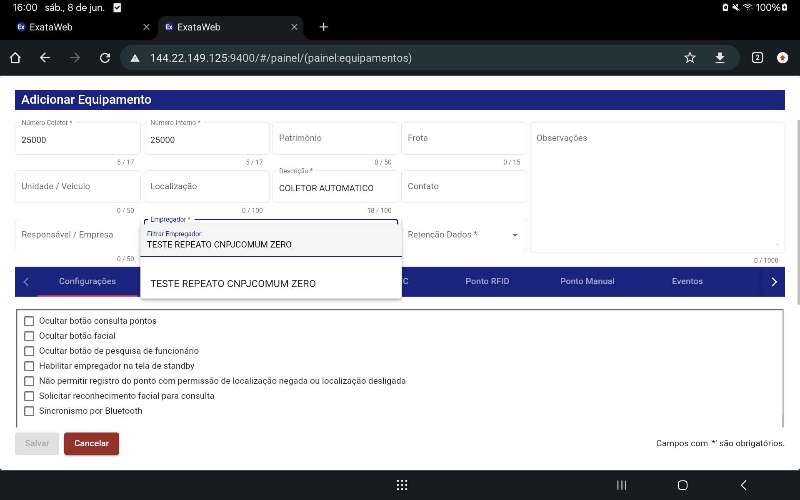 16:00 sáb., 8 de jun.
100%
Ex ExataWeb
Ex ExataWeb
144.22.149.125:9400/#/painel/(painel:equipamentos)
2
Adicionar Equipamento
Número Coletor *
25000
5 / 17
Número Interno *
25000
5 / 17
Patrimônio
0 / 50
Frota
0 / 15
Observações
0 / 1000
Unidade / Veículo
0 / 50
Localização
0 / 100
Descrição *
COLETOR AUTOMATICO
18 / 100
Contato
Responsável / Empresa
0 / 50
Empregador *
Filtrar Empregador:
TESTE REPEATO CNPJCOMUM ZERO
TESTE REPEATO CNPJCOMUM ZERO
Retenção Dados *
Configurações
C
Ponto RFID
Ponto Manual
Eventos
Ocultar botão consulta pontos
Ocultar botão facial
Ocultar botão de pesquisa de funcionário
Habilitar empregador na tela de standby
Não permitir registro do ponto com permissão de localização negada ou localização desligada
Solicitar reconhecimento facial para consulta
Sincronismo por Bluetooth
Salvar
Cancelar
Campos com '*' são obrigatórios.